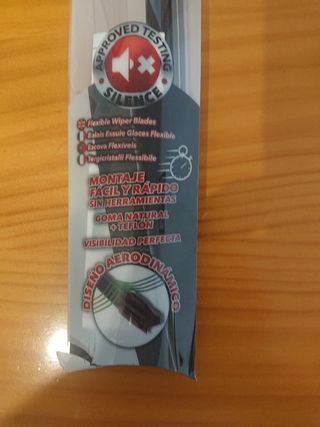 APPROVED TESTING
SILENCE
Flexible Wiper Blades
Balais Essuie Glaces Flexible
Escova Flexíveis
Tergicristalli Flessibile
MONTAJE
FÁCIL Y RÁPIDO
SIN HERRAMIENTAS
GOMA NATURAL
+ TEFLÓN
VISIBILIDAD PERFECTA
DISEÑO AERODINÁMICO